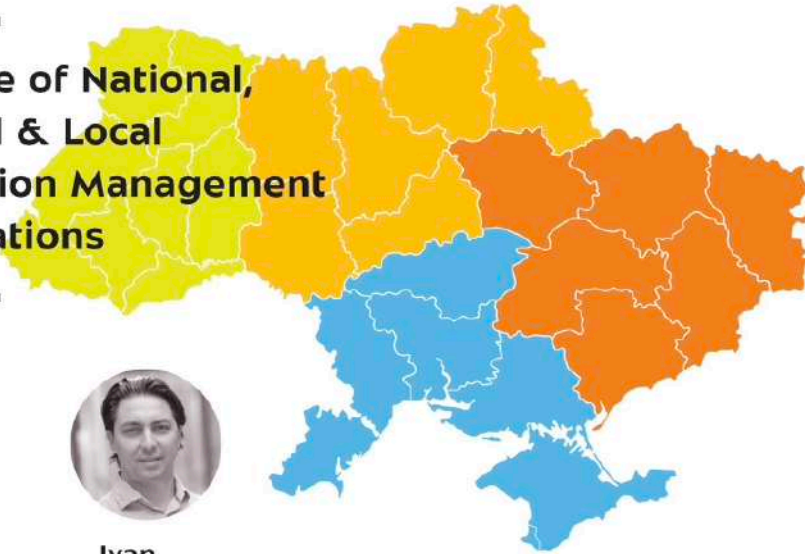 e of National,
l & Local
ion Management
ations
Ivan